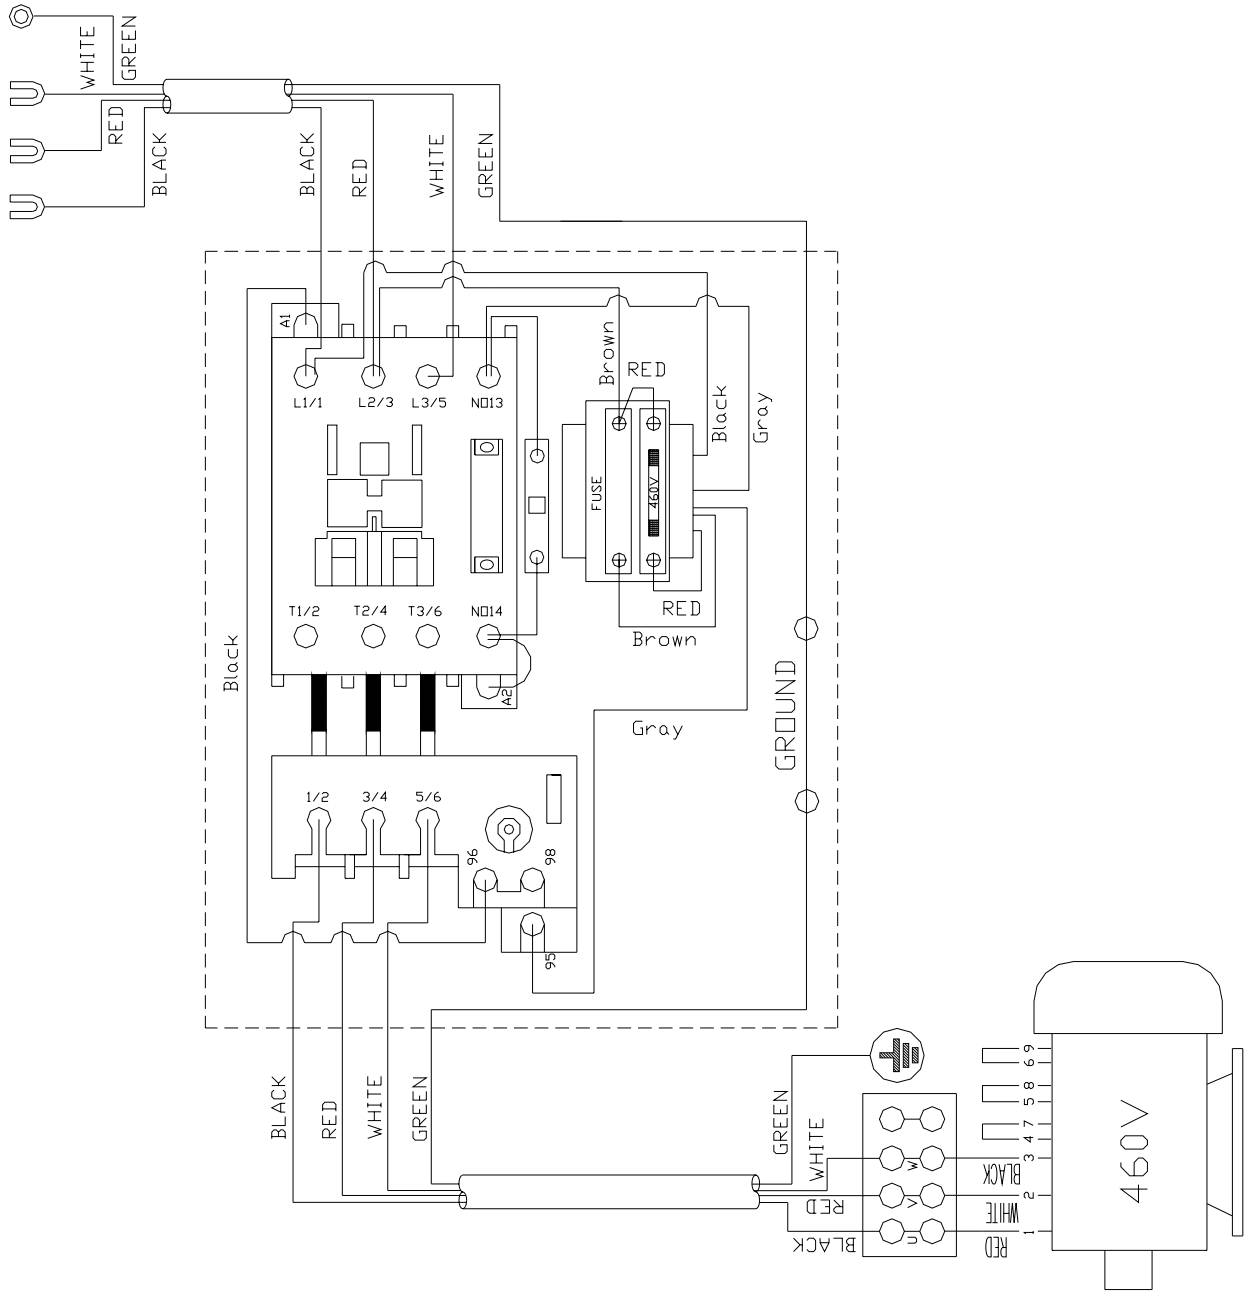 WHITE
GREEN
RED
BLACK
BLACK
RED
WHITE
GREEN
A1
L1/1
L2/3
L3/5
NO13
Brown
RED
Black
Gray
FUSE
460V
T1/2
T2/4
T3/6
NO14
A2
RED
Brown
Black
Gray
GROUND
1/2
3/4
5/6
96
98
95
BLACK
RED
WHITE
GREEN
GREEN
WHITE
RED
BLACK
W
V
U
BLACK
WHITE
RED
9
6
8
5
7
4
3
2
1
460V